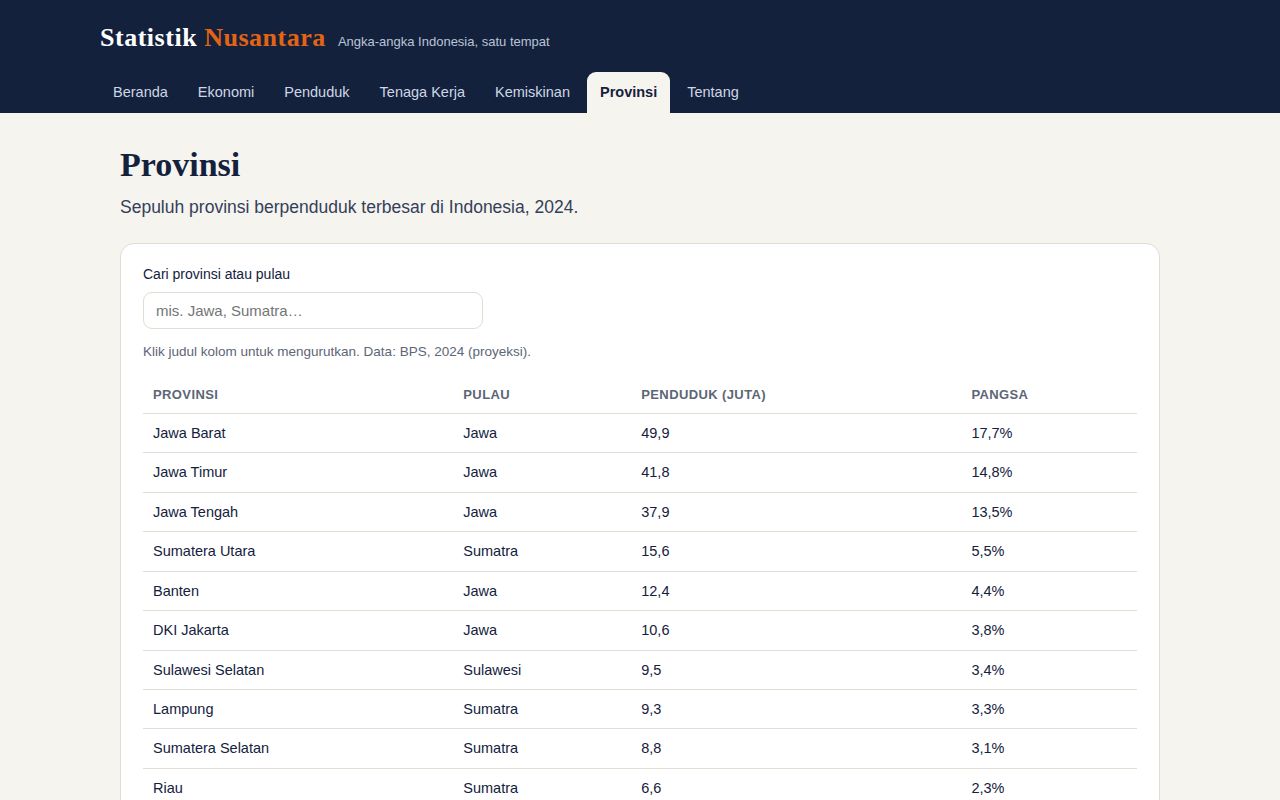 Statistik Nusantara Angka-angka Indonesia, satu tempat
Beranda Ekonomi Penduduk Tenaga Kerja Kemiskinan Provinsi Tentang
Provinsi
Sepuluh provinsi berpenduduk terbesar di Indonesia, 2024.
Cari provinsi atau pulau
mis. Jawa, Sumatra…
Klik judul kolom untuk mengurutkan. Data: BPS, 2024 (proyeksi).
PROVINSI PULAU PENDUDUK (JUTA) PANGSA
Jawa Barat Jawa 49,9 17,7%
Jawa Timur Jawa 41,8 14,8%
Jawa Tengah Jawa 37,9 13,5%
Sumatera Utara Sumatra 15,6 5,5%
Banten Jawa 12,4 4,4%
DKI Jakarta Jawa 10,6 3,8%
Sulawesi Selatan Sulawesi 9,5 3,4%
Lampung Sumatra 9,3 3,3%
Sumatera Selatan Sumatra 8,8 3,1%
Riau Sumatra 6,6 2,3%